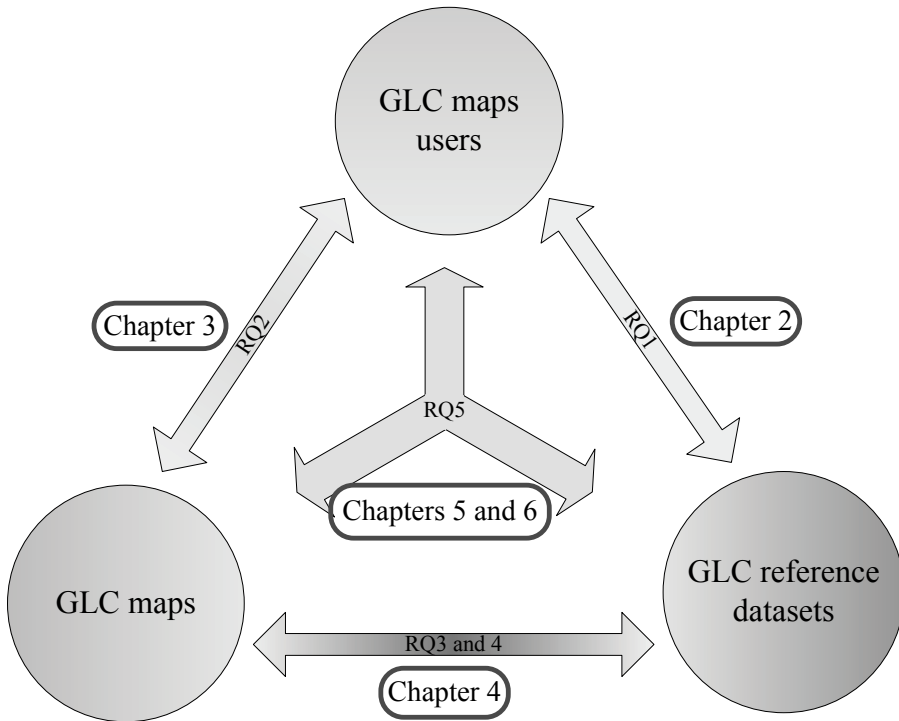 GLC maps
users
Chapter 3
RQ2
RQ1
Chapter 2
RQ5
Chapters 5 and 6
GLC maps
GLC reference
datasets
RQ3 and 4
Chapter 4